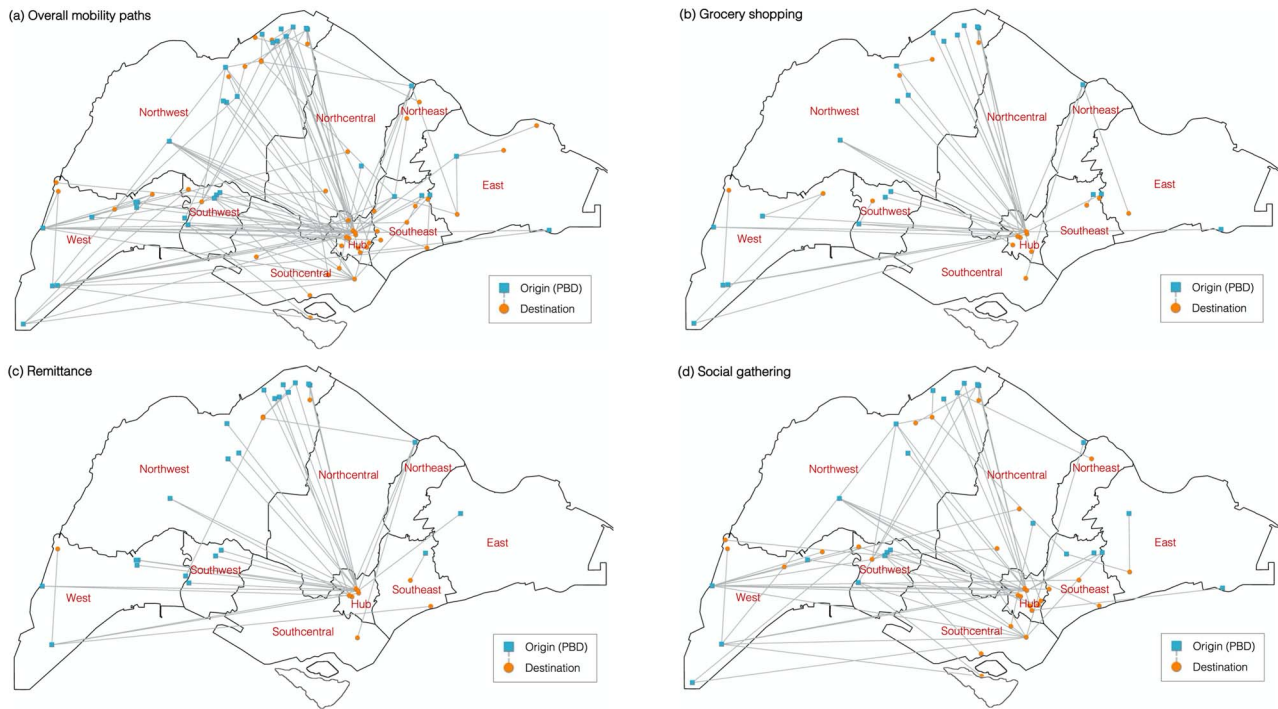 (a) Overall mobility paths
Northwest
Northcentral
Northeast
East
Southwest
West
Southeast
Hub
Southcentral
Origin (PBD)
Destination
(b) Grocery shopping
Northwest
Northcentral
Northeast
East
Southwest
West
Southeast
Hub
Southcentral
Origin (PBD)
Destination
(c) Remittance
Northwest
Northcentral
Northeast
East
Southwest
West
Southeast
Hub
Southcentral
Origin (PBD)
Destination
(d) Social gathering
Northwest
Northcentral
Northeast
East
Southwest
West
Southeast
Hub
Southcentral
Origin (PBD)
Destination